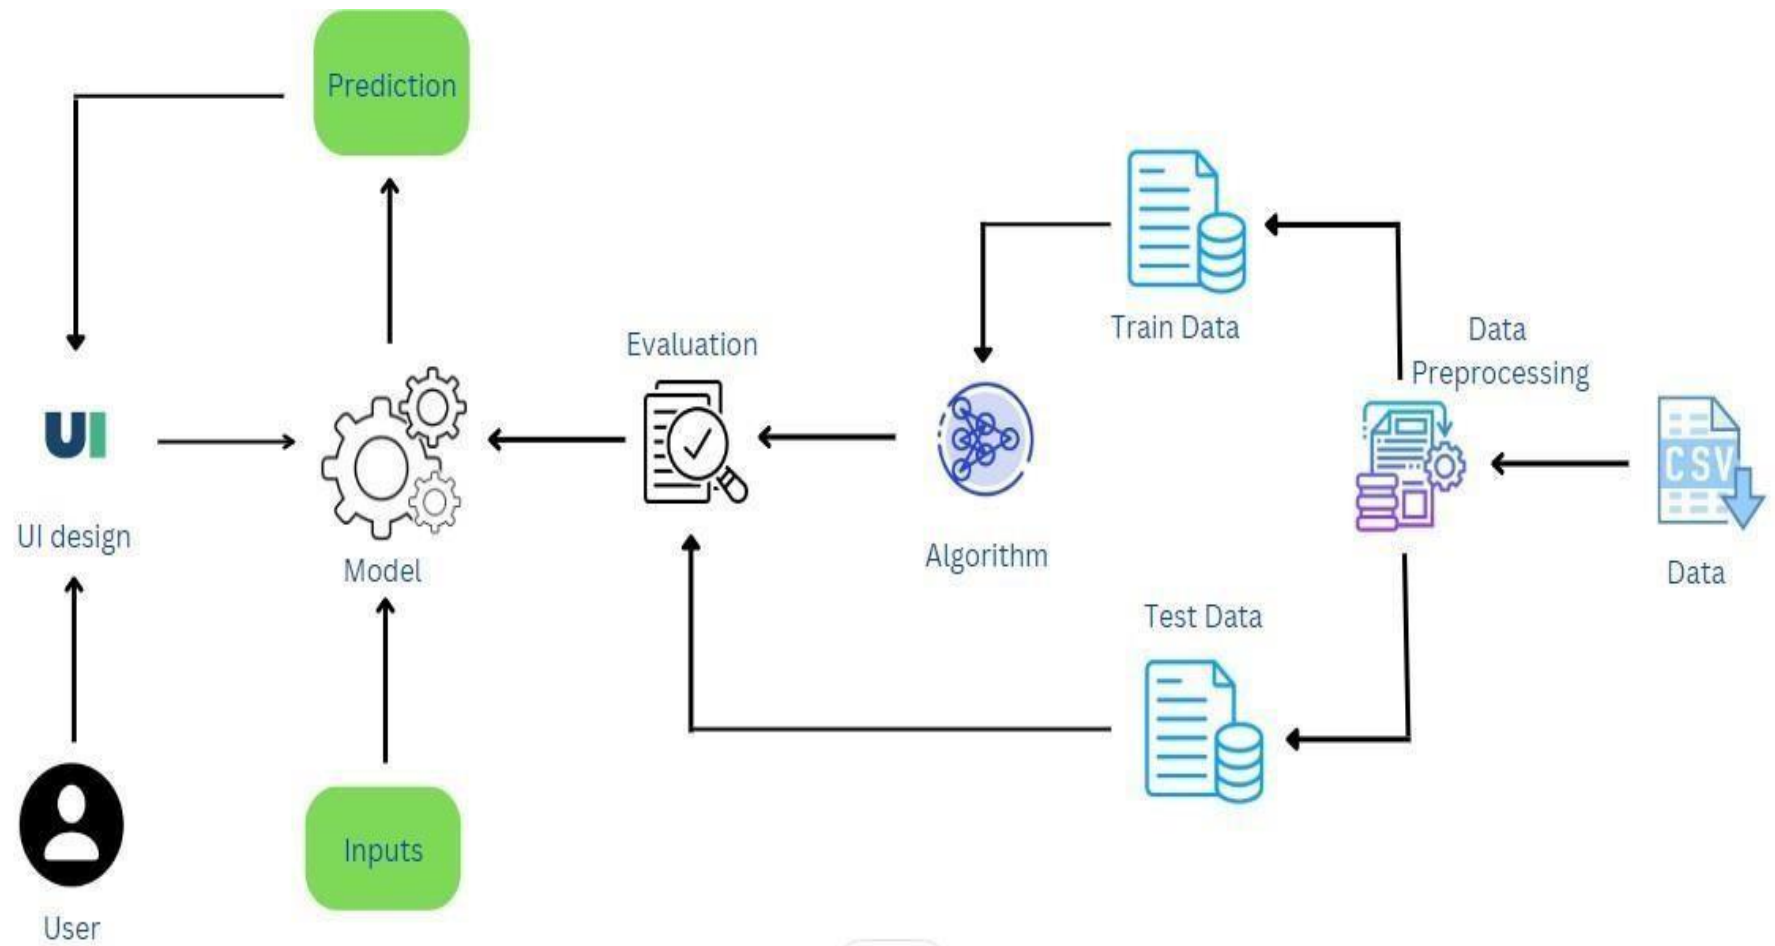 Prediction
Train Data
Data
Preprocessing
Evaluation
UI
CSV
UI design
Model
Algorithm
Data
Test Data
Inputs
User